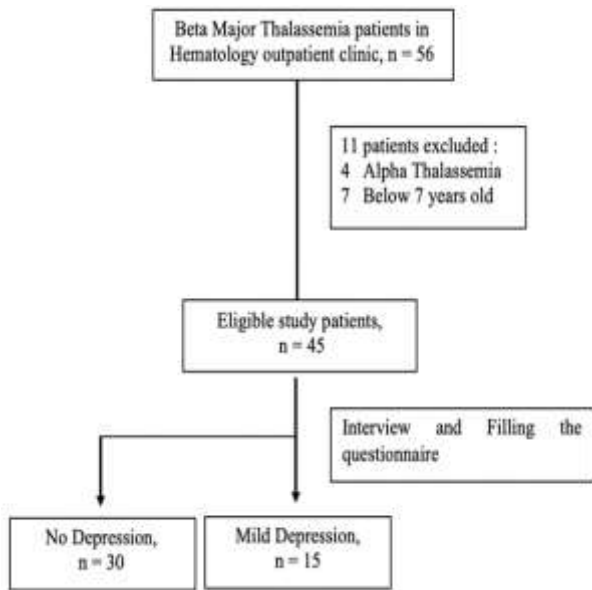 Beta Major Thalassemia patients in
Hematology outpatient clinic, n = 56
11 patients excluded :
4 Alpha Thalassemia
7 Below 7 years old
Eligible study patients,
n = 45
Interview and Filling the
questionnaire
No Depression,
n = 30
Mild Depression,
n = 15